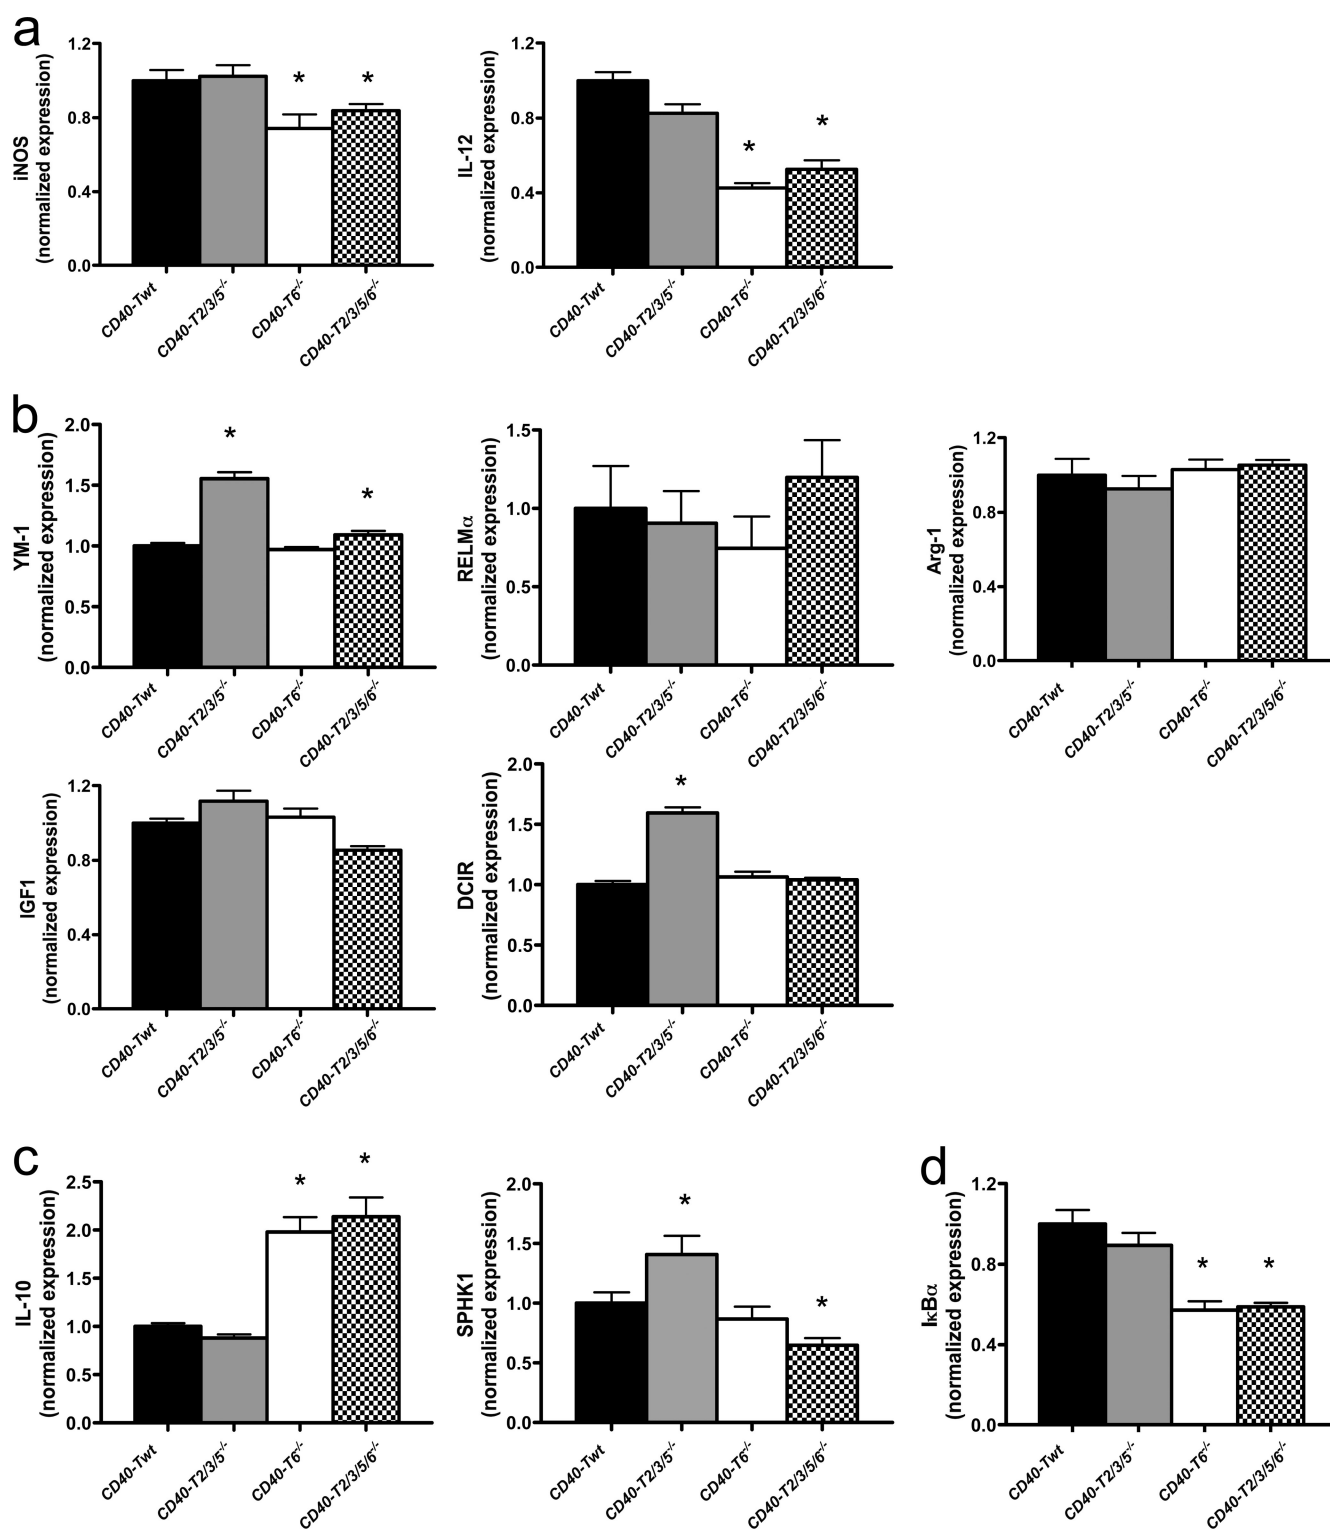 a
iNOS
(normalized expression)
1.2
0.8
0.4
0.0
*
*
CD40-Twt
CD40-T2/3/5-/-
CD40-T6-/-
CD40-T2/3/5/6-/-
IL-12
(normalized expression)
1.2
0.8
0.4
0.0
*
*
CD40-Twt
CD40-T2/3/5-/-
CD40-T6-/-
CD40-T2/3/5/6-/-
b
YM-1
(normalized expression)
2.0
1.5
1.0
0.5
0.0
*
*
CD40-Twt
CD40-T2/3/5-/-
CD40-T6-/-
CD40-T2/3/5/6-/-
RELMα
(normalized expression)
1.5
1.0
0.5
0.0
CD40-Twt
CD40-T2/3/5-/-
CD40-T6-/-
CD40-T2/3/5/6-/-
Arg-1
(normalized expression)
1.2
0.8
0.4
0.0
CD40-Twt
CD40-T2/3/5-/-
CD40-T6-/-
CD40-T2/3/5/6-/-
IGF1
(normalized expression)
1.2
0.8
0.4
0.0
CD40-Twt
CD40-T2/3/5-/-
CD40-T6-/-
CD40-T2/3/5/6-/-
DCIR
(normalized expression)
2.0
1.5
1.0
0.5
0.0
*
CD40-Twt
CD40-T2/3/5-/-
CD40-T6-/-
CD40-T2/3/5/6-/-
c
IL-10
(normalized expression)
2.5
2.0
1.5
1.0
0.5
0.0
*
*
CD40-Twt
CD40-T2/3/5-/-
CD40-T6-/-
CD40-T2/3/5/6-/-
SPHK1
(normalized expression)
2.0
1.5
1.0
0.5
0.0
*
*
CD40-Twt
CD40-T2/3/5-/-
CD40-T6-/-
CD40-T2/3/5/6-/-
d
IκBα
(normalized expression)
1.2
0.8
0.4
0.0
*
*
CD40-Twt
CD40-T2/3/5-/-
CD40-T6-/-
CD40-T2/3/5/6-/-